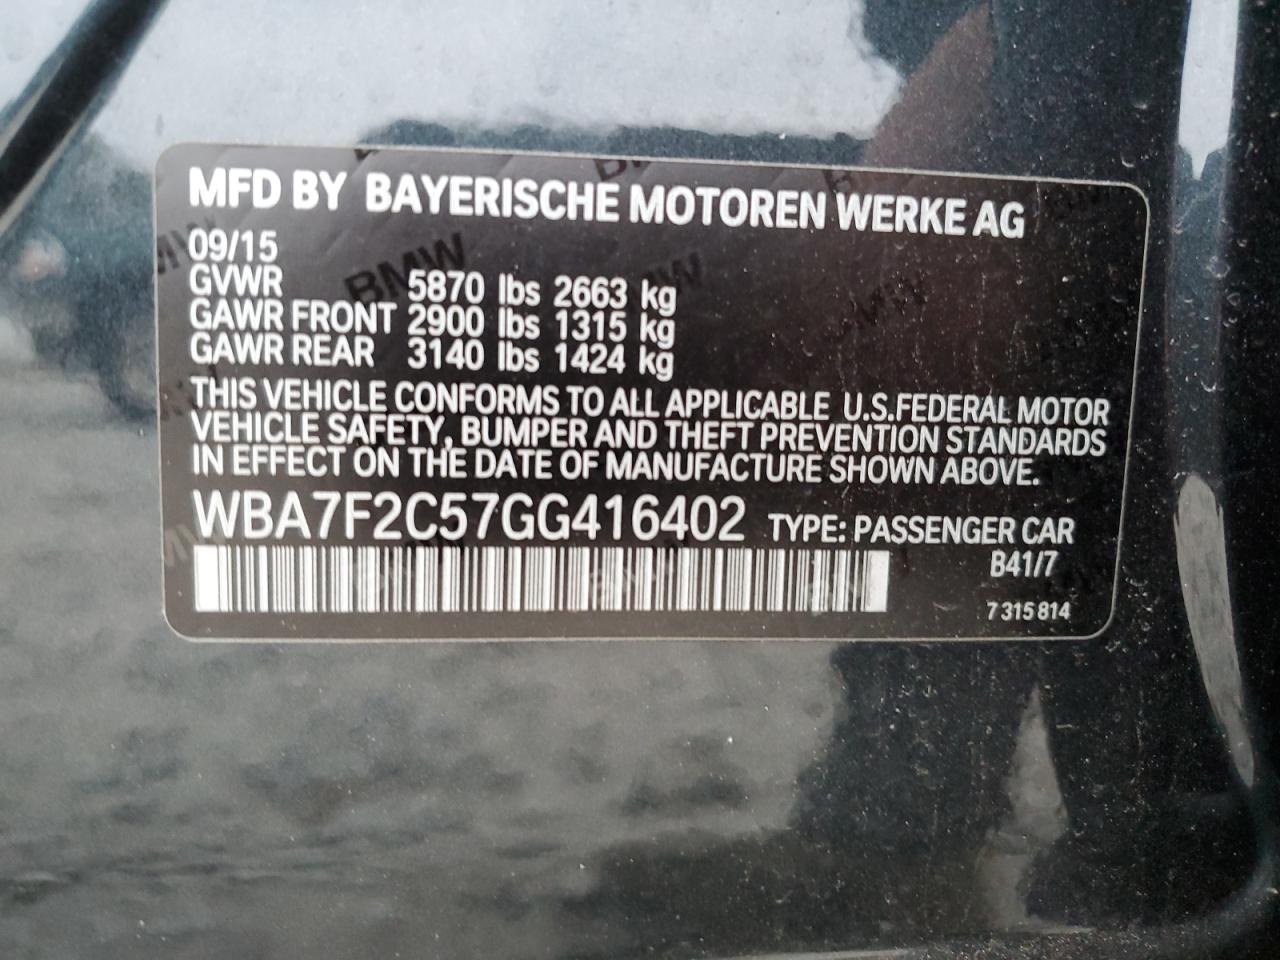 MFD BY BAYERISCHE MOTOREN WERKE AG
09/15
GVWR 5870 lbs 2663 kg
GAWR FRONT 2900 lbs 1315 kg
GAWR REAR 3140 lbs 1424 kg
THIS VEHICLE CONFORMS TO ALL APPLICABLE U.S.FEDERAL MOTOR
VEHICLE SAFETY, BUMPER AND THEFT PREVENTION STANDARDS
IN EFFECT ON THE DATE OF MANUFACTURE SHOWN ABOVE.
WBA7F2C57GG416402 TYPE: PASSENGER CAR
B41/7
7 315 814